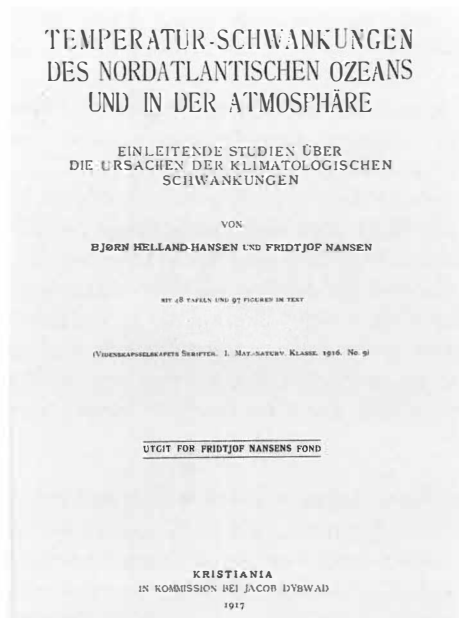 TEMPERATUR-SCHWANKUNGEN
DES NORDATLANTISCHEN OZEANS
UND IN DER ATMOSPHÄRE
EINLEITENDE STUDIEN ÜBER
DIE URSACHEN DER KLIMATOLOGISCHEN
SCHWANKUNGEN
VON
BJØRN HELLAND-HANSEN UND FRIDTJOF NANSEN
MIT 48 TAFELN UND 97 FIGUREN IM TEXT
(VIDENSKAPSSELSKAPETS SKRIFTER. I. MAT.-NATURV. KLASSE. 1916. No. 9)
UTGIT FOR FRIDTJOF NANSENS FOND
KRISTIANIA
IN KOMMISSION BEI JACOB DYBWAD
1917